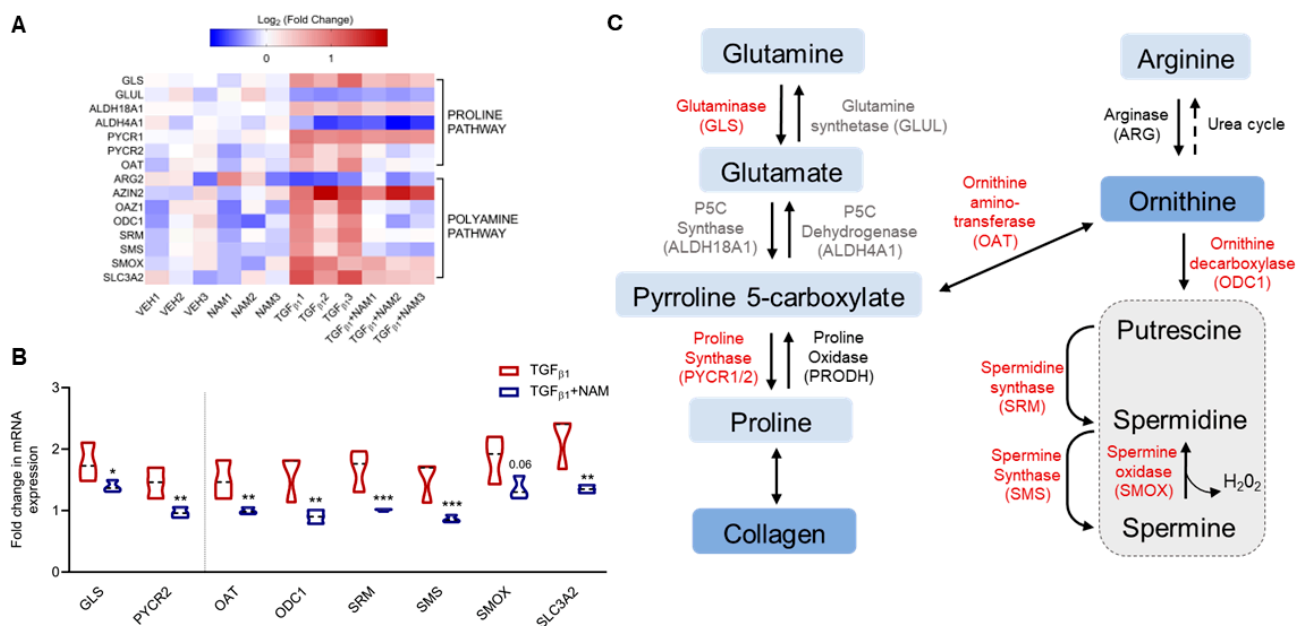 A
Log2 (Fold Change)
0
1
GLS
GLUL
ALDH18A1
ALDH4A1
PYCR1
PYCR2
OAT
ARG2
AZIN2
OAZ1
ODC1
SRM
SMS
SMOX
SLC3A2
PROLINE
PATHWAY
POLYAMINE
PATHWAY
VEH1
VEH2
VEH3
NAM1
NAM2
NAM3
TGFβ1 1
TGFβ1 2
TGFβ1 3
TGFβ1+NAM1
TGFβ1+NAM2
TGFβ1+NAM3
B
Fold change in mRNA
expression
3
2
1
0
TGFβ1
TGFβ1+NAM
*
**
**
**
***
***
0.06
**
GLS
PYCR2
OAT
ODC1
SRM
SMS
SMOX
SLC3A2
C
Glutamine
Glutaminase
(GLS)
Glutamine
synthetase (GLUL)
Glutamate
P5C
Synthase
(ALDH18A1)
P5C
Dehydrogenase
(ALDH4A1)
Pyrroline 5-carboxylate
Proline
Synthase
(PYCR1/2)
Proline
Oxidase
(PRODH)
Proline
Collagen
Arginine
Arginase
(ARG)
Urea cycle
Ornithine
Ornithine
amino-
transferase
(OAT)
Ornithine
decarboxylase
(ODC1)
Putrescine
Spermidine
synthase
(SRM)
Spermidine
Spermine
Synthase
(SMS)
Spermine
oxidase
(SMOX)
H2O2
Spermine